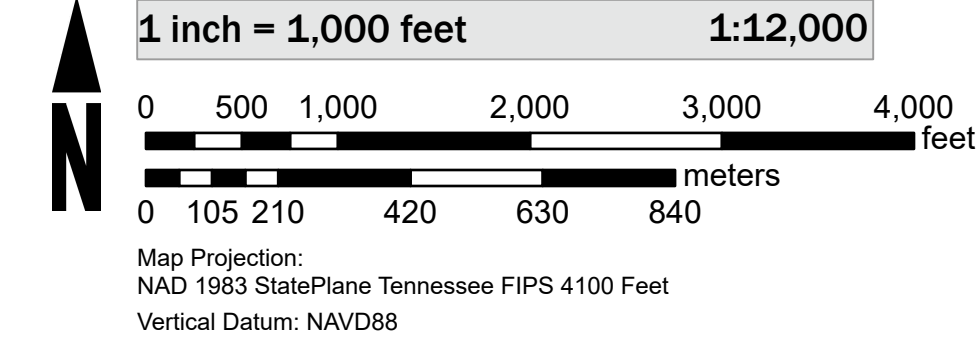 1 inch = 1,000 feet 1:12,000
0 500 1,000 2,000 3,000 4,000
feet
meters
0 105 210 420 630 840
N
Map Projection:
NAD 1983 StatePlane Tennessee FIPS 4100 Feet
Vertical Datum: NAVD88